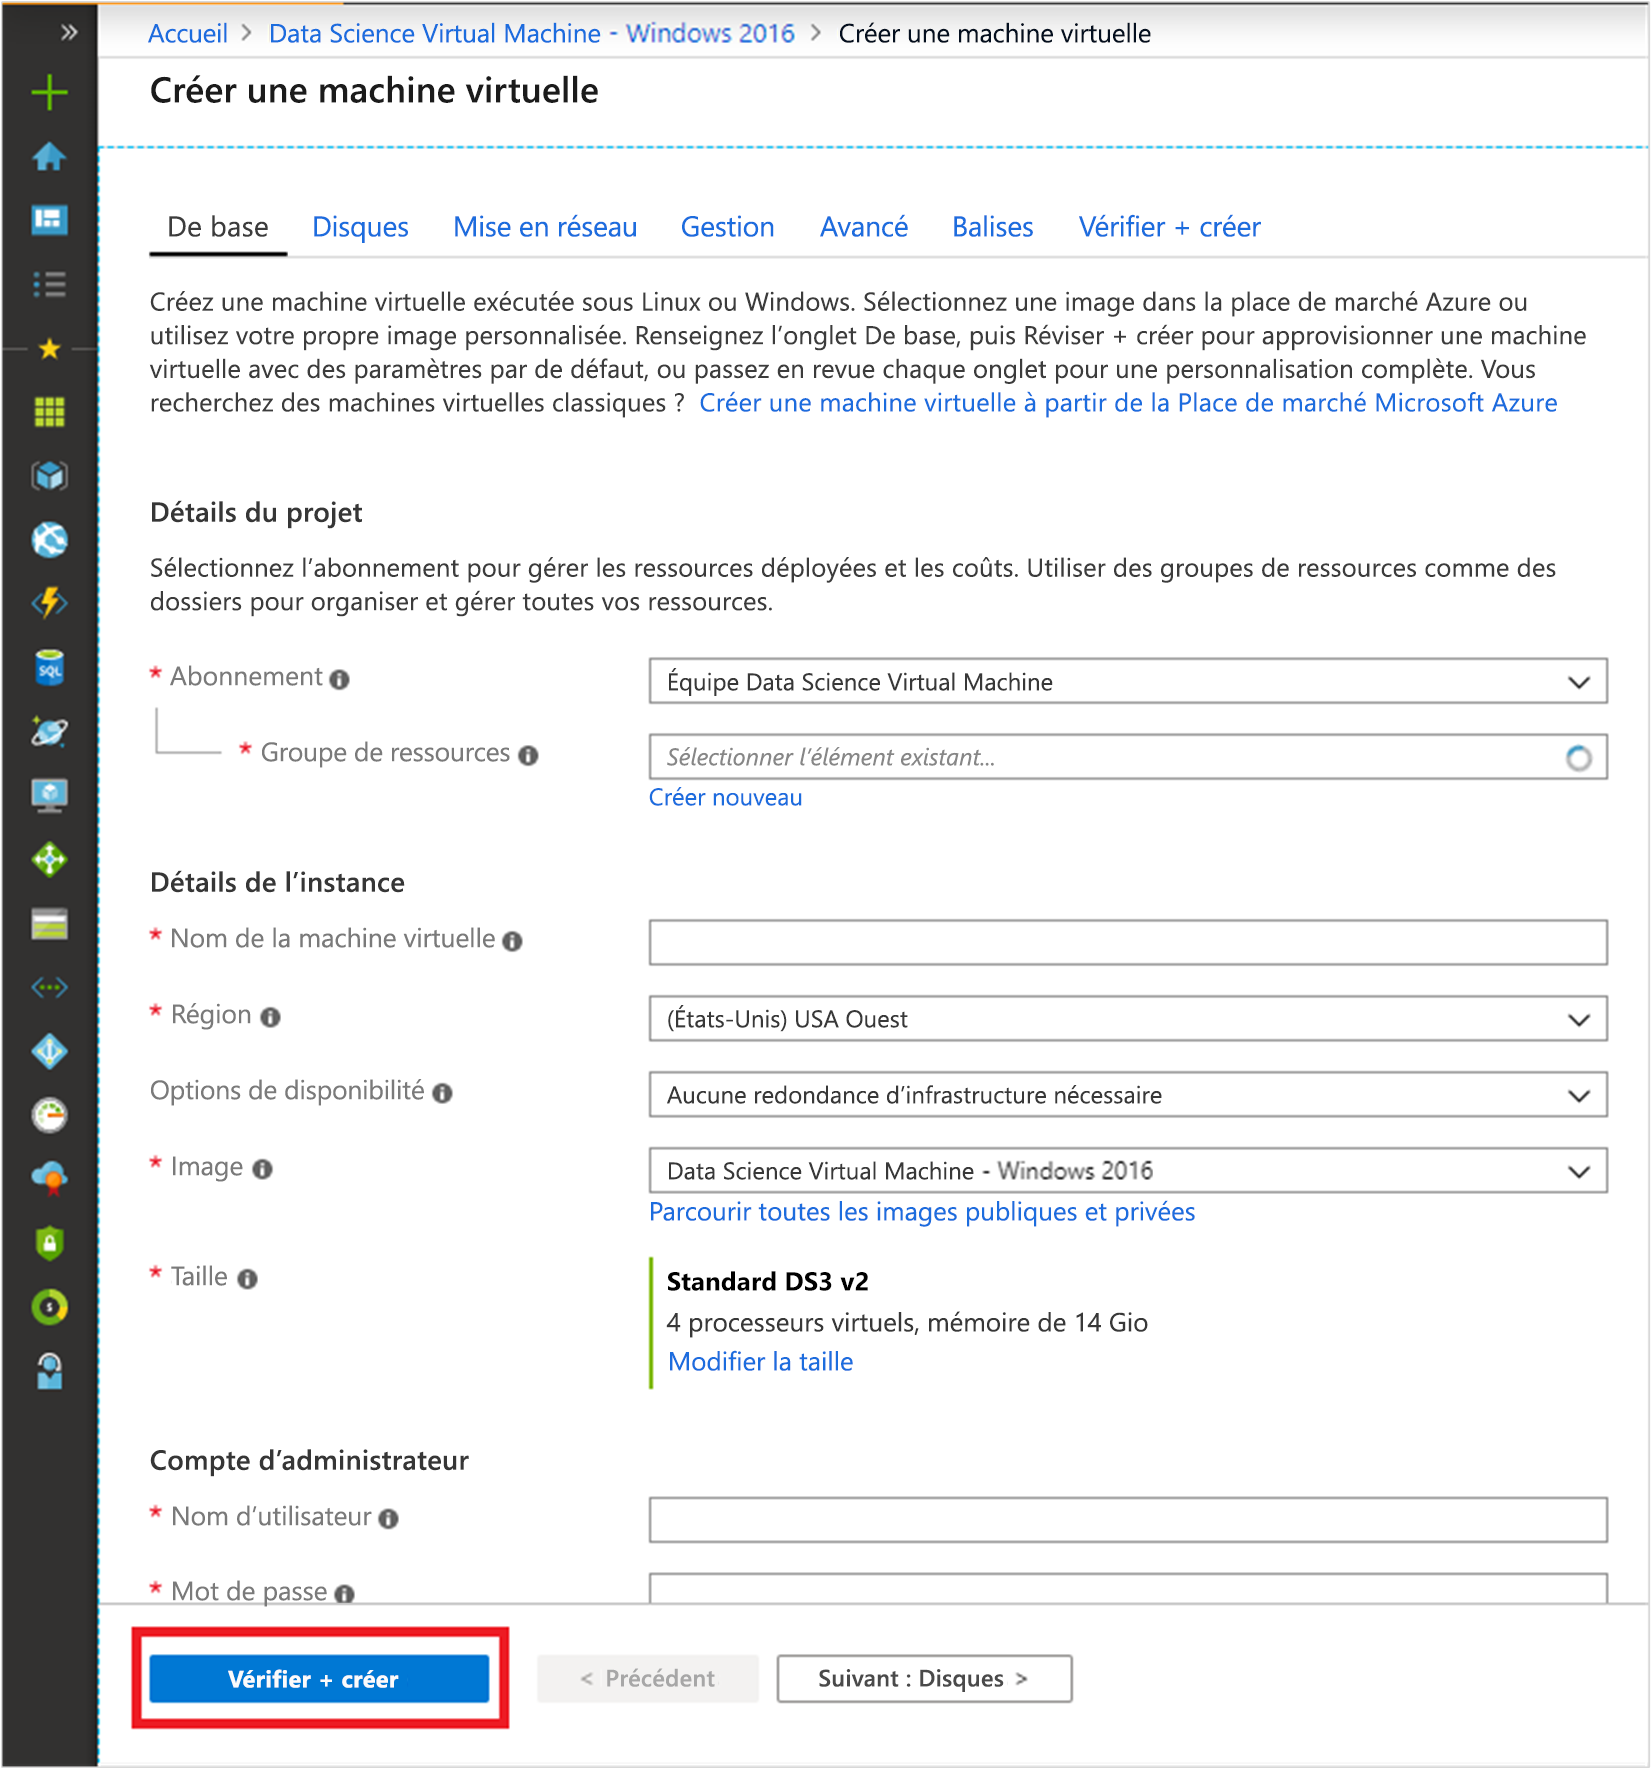 Accueil > Data Science Virtual Machine - Windows 2016 > Créer une machine virtuelle
Créer une machine virtuelle
De base Disques Mise en réseau Gestion Avancé Balises Vérifier + créer
Créez une machine virtuelle exécutée sous Linux ou Windows. Sélectionnez une image dans la place de marché Azure ou
utilisez votre propre image personnalisée. Renseignez l’onglet De base, puis Réviser + créer pour approvisionner une machine
virtuelle avec des paramètres par de défaut, ou passez en revue chaque onglet pour une personnalisation complète. Vous
recherchez des machines virtuelles classiques ? Créer une machine virtuelle à partir de la Place de marché Microsoft Azure
Détails du projet
Sélectionnez l’abonnement pour gérer les ressources déployées et les coûts. Utiliser des groupes de ressources comme des
dossiers pour organiser et gérer toutes vos ressources.
* Abonnement Équipe Data Science Virtual Machine
* Groupe de ressources Sélectionner l’élément existant...
Créer nouveau
Détails de l’instance
* Nom de la machine virtuelle
* Région (États-Unis) USA Ouest
Options de disponibilité Aucune redondance d’infrastructure nécessaire
* Image Data Science Virtual Machine - Windows 2016
Parcourir toutes les images publiques et privées
* Taille Standard DS3 v2
4 processeurs virtuels, mémoire de 14 Gio
Modifier la taille
Compte d’administrateur
* Nom d’utilisateur
* Mot de passe
Vérifier + créer < Précédent Suivant : Disques >
SQL